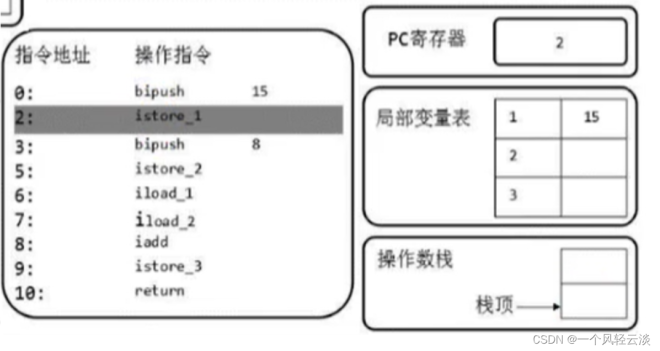 指令地址 操作指令
0: bipush 15
2: istore_1
3: bipush 8
5: istore_2
6: iload_1
7: iload_2
8: iadd
9: istore_3
10: return
PC寄存器 2
局部变量表
1 15
2
3
操作数栈
栈顶
CSDN @一个风轻云淡